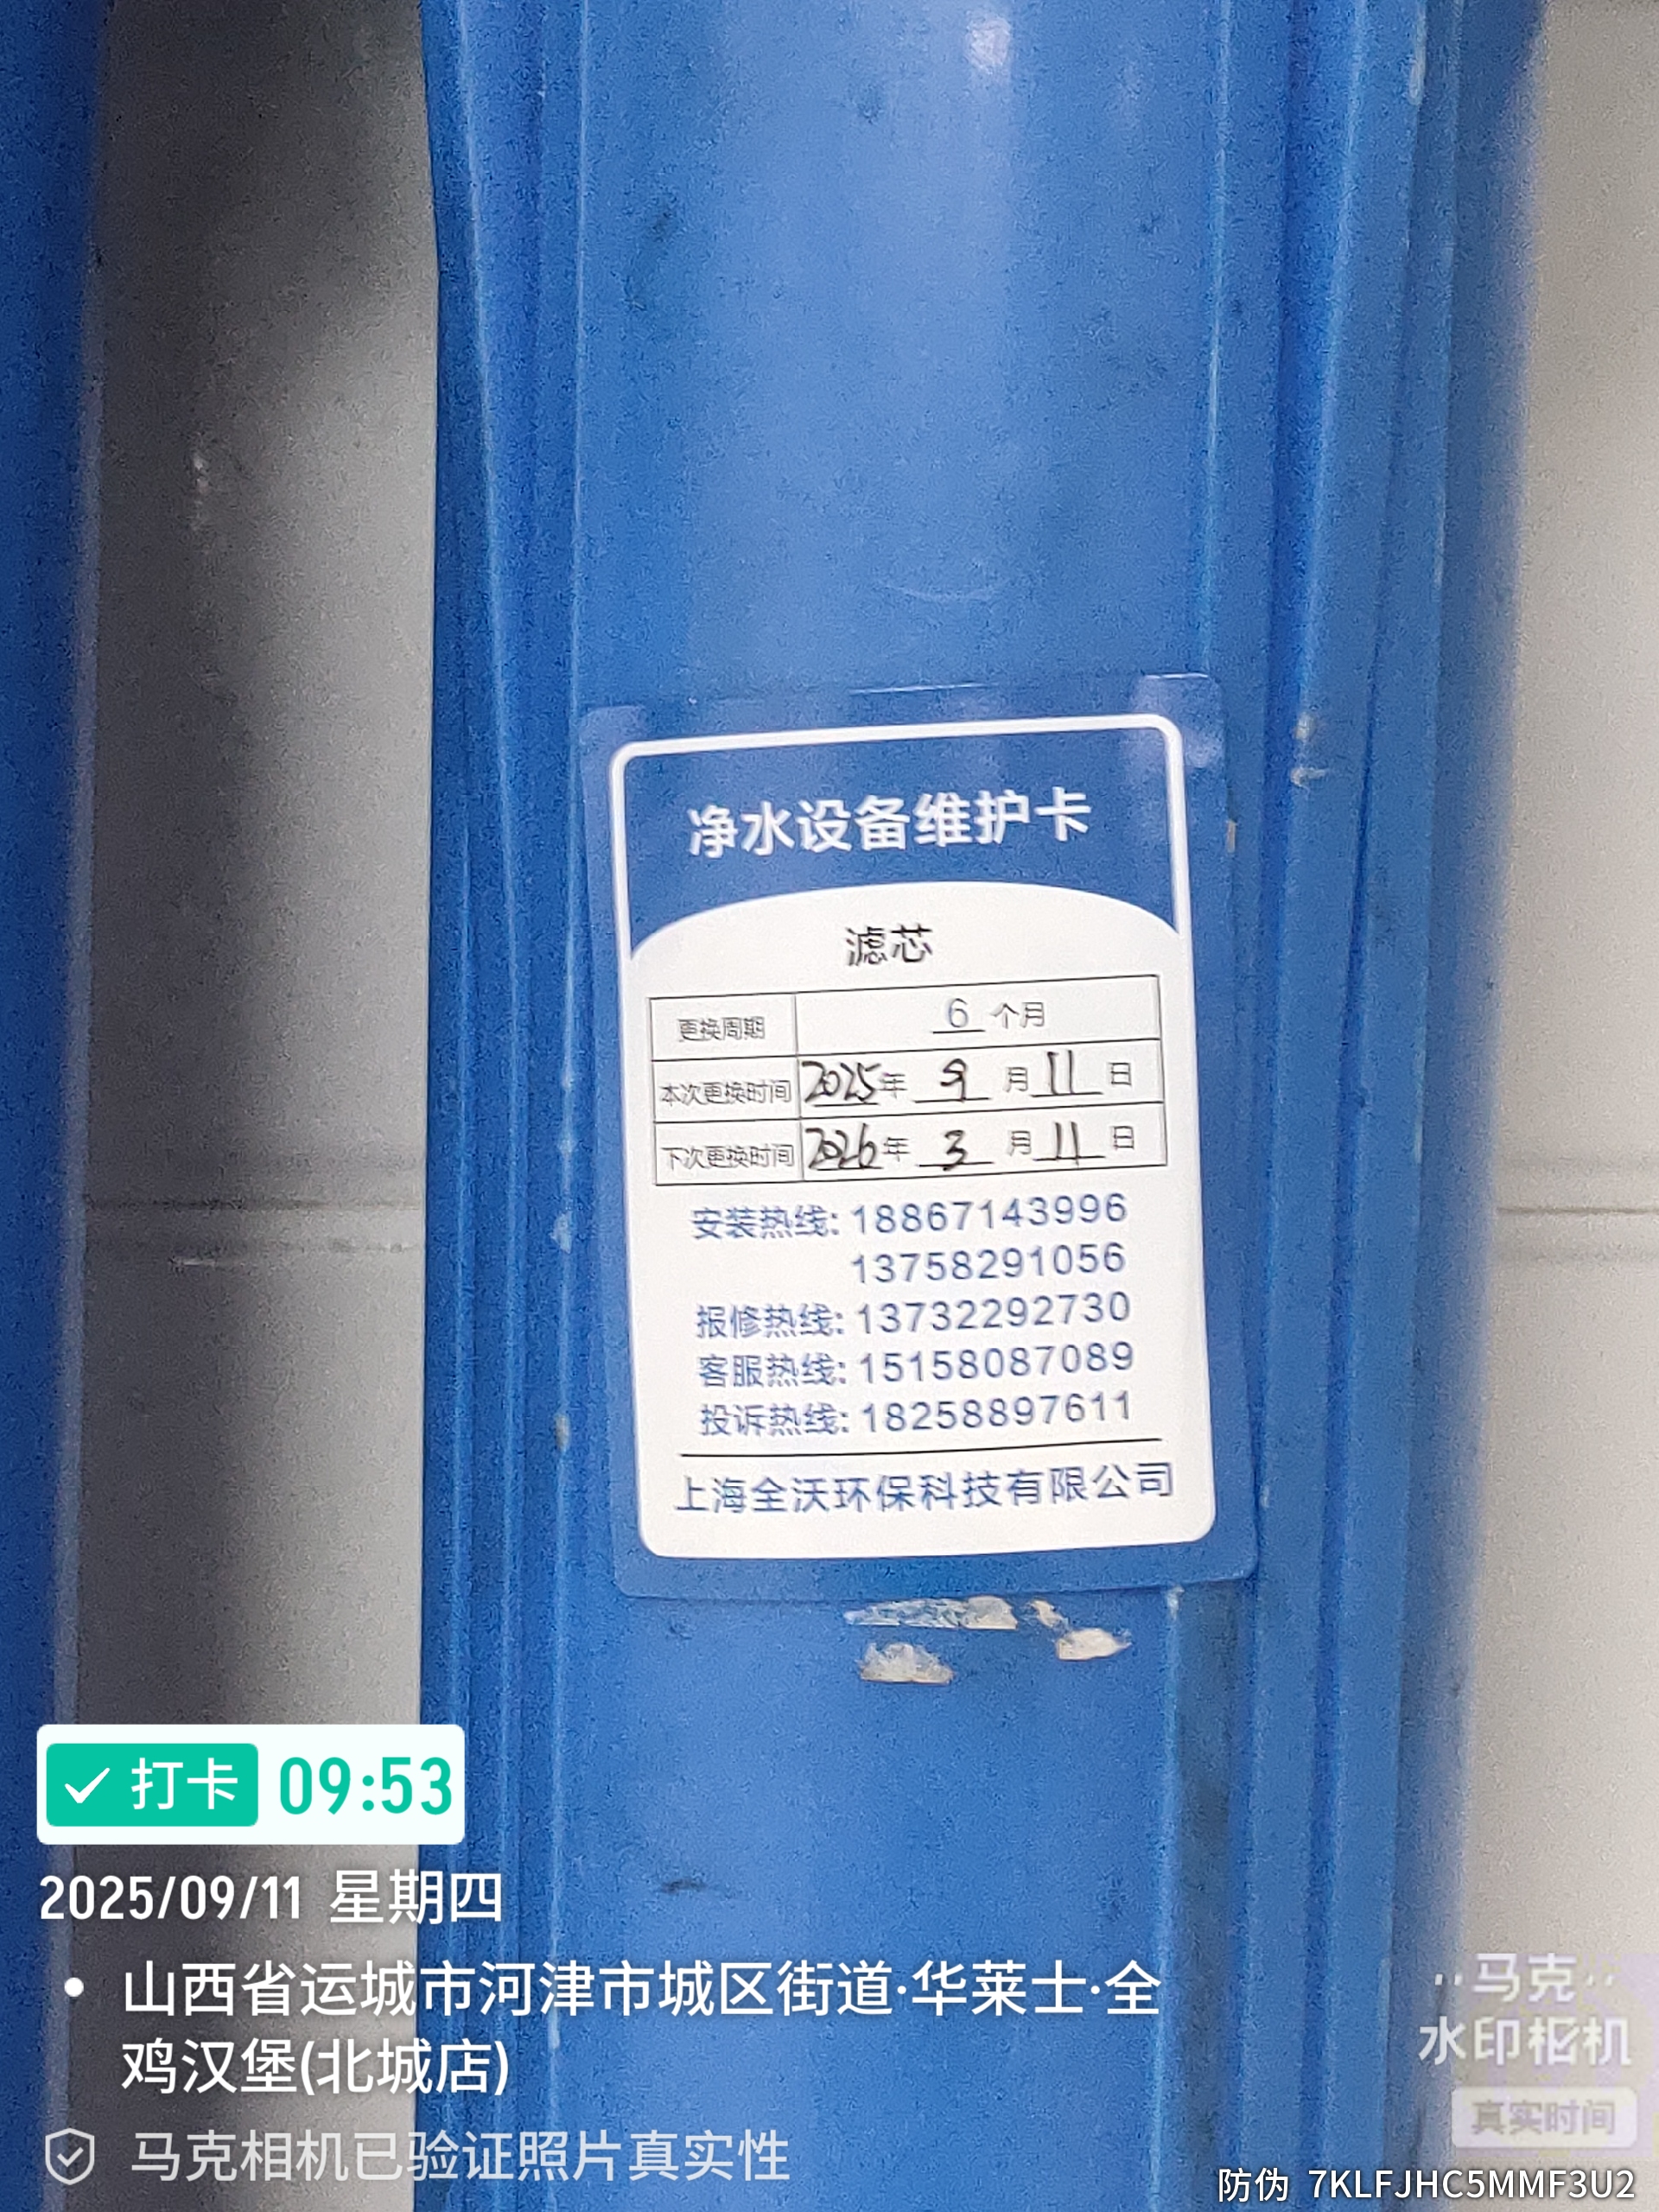 净水设备维护卡
滤芯
更换周期 6 个月
本次更换时间 2025年 9 月 11 日
下次更换时间 2026年 3 月 11 日
安装热线: 18867143996
13758291056
报修热线: 13732292730
客服热线: 15158087089
投诉热线: 18258897611
上海全沃环保科技有限公司
打卡 09:53
2025/09/11 星期四
山西省运城市河津市城区街道·华莱士·全
鸡汉堡(北城店)
马克相机已验证照片真实性
马克
水印相机
真实时间
防伪 7KLFJHC5MMF3U2